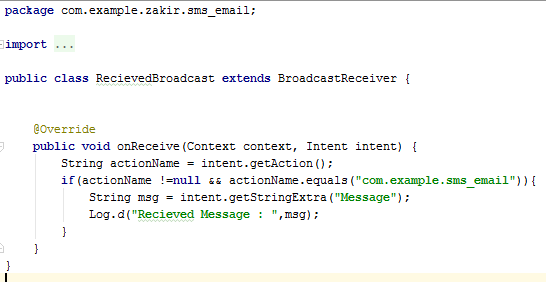 package com.example.zakir.sms_email;
import ...
public class RecievedBroadcast extends BroadcastReceiver {
@Override
public void onReceive(Context context, Intent intent) {
String actionName = intent.getAction();
if(actionName !=null && actionName.equals("com.example.sms_email")){
String msg = intent.getStringExtra("Message");
Log.d("Recieved Message : ",msg);
}
}
}